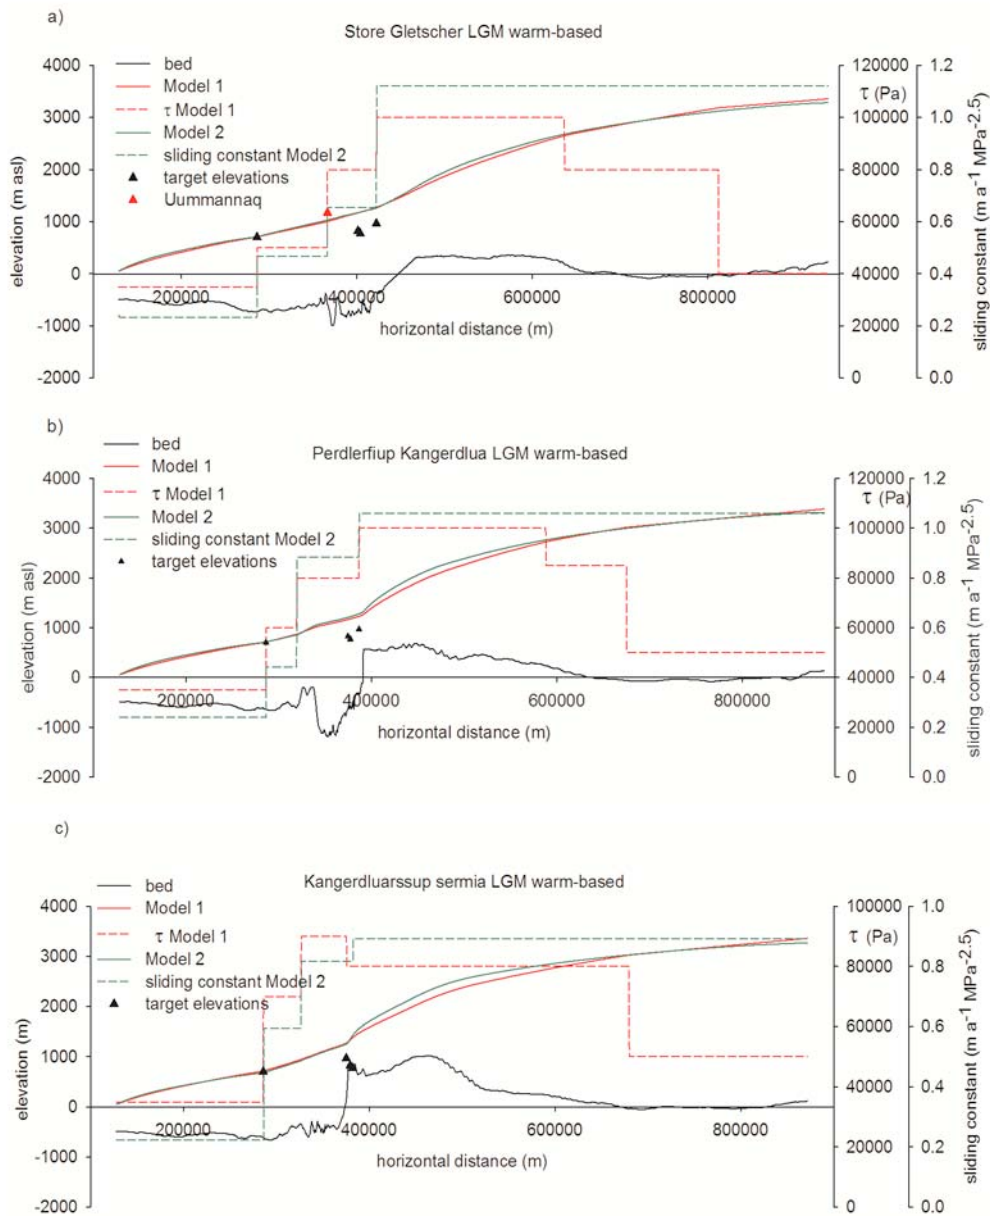 a)
Store Gletscher LGM warm-based
bed
Model 1
τ Model 1
Model 2
sliding constant Model 2
target elevations
Uummannaq
elevation (m asl)
4000
3000
2000
1000
0
-1000
-2000
200000
400000
600000
800000
horizontal distance (m)
120000
τ (Pa)
100000
80000
60000
40000
20000
0
1.2
1.0
0.8
0.6
0.4
0.2
0.0
sliding constant (m a-1 MPa-2.5)
b)
Perdlerfiup Kangerdlua LGM warm-based
bed
Model 1
τ Model 1
Model 2
sliding constant Model 2
target elevations
elevation (m asl)
4000
3000
2000
1000
0
-1000
-2000
200000
400000
600000
800000
horizontal distance (m)
120000
τ (Pa)
100000
80000
60000
40000
20000
0
1.2
1.0
0.8
0.6
0.4
0.2
0.0
sliding constant (m a-1 MPa-2.5)
c)
Kangerdluarssup sermia LGM warm-based
bed
Model 1
τ Model 1
Model 2
sliding constant Model 2
target elevations
elevation (m)
4000
3000
2000
1000
0
-1000
-2000
200000
400000
600000
800000
horizontal distance (m)
100000
τ (Pa)
80000
60000
40000
20000
0
1.0
0.8
0.6
0.4
0.2
0.0
sliding constant (m a-1 MPa-2.5)